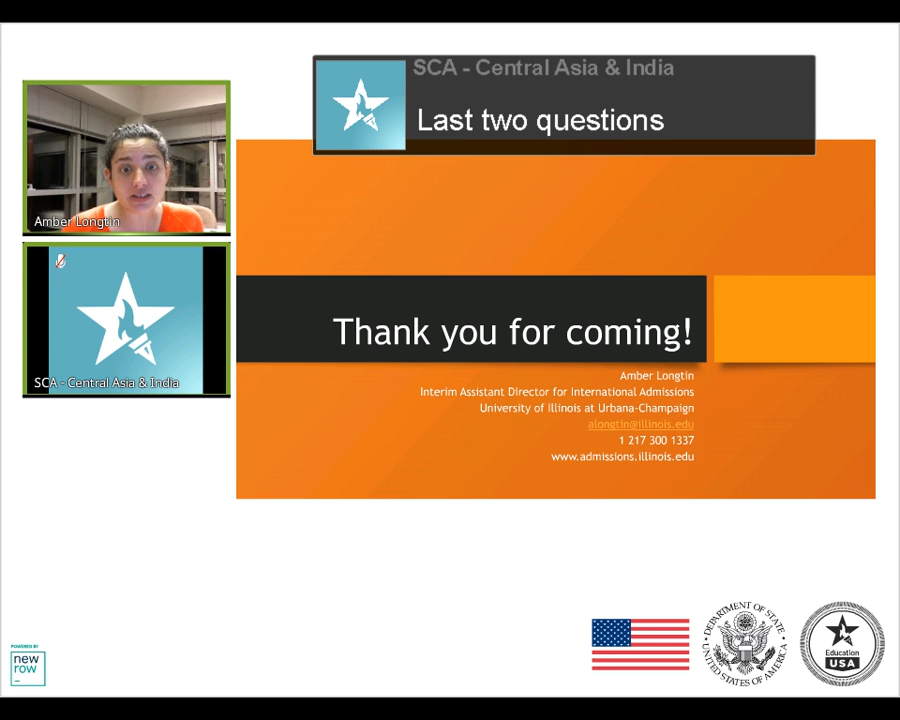 SCA - Central Asia & India
Last two questions
Amber Longtin
SCA - Central Asia & India
Thank you for coming!
Amber Longtin
Interim Assistant Director for International Admissions
University of Illinois at Urbana-Champaign
alongtin@illinois.edu
1 217 300 1337
www.admissions.illinois.edu
POWERED BY
new
row
DEPARTMENT OF STATE
UNITED STATES OF AMERICA
Education
USA